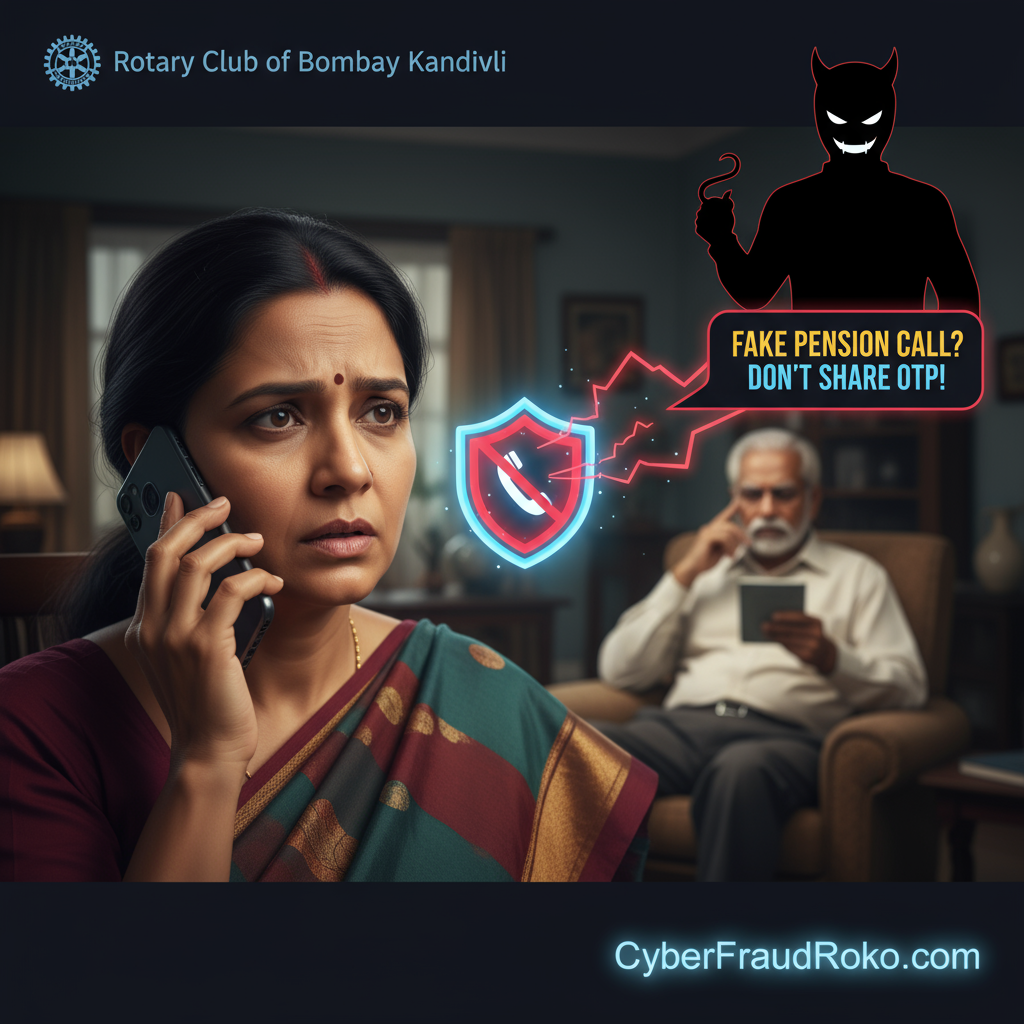 Rotary Club of Bombay Kandivli
FAKE PENSION CALL?
DON'T SHARE OTP!
CyberFraudRoko.com